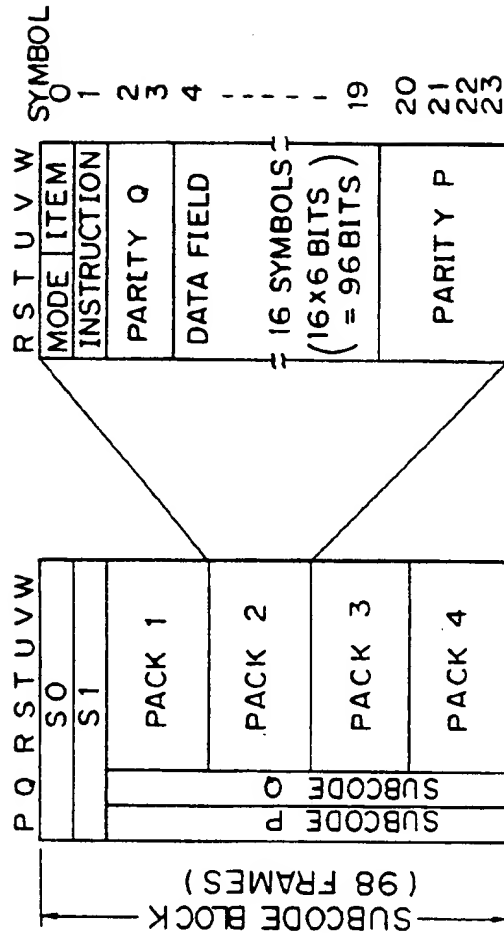 SUBCODE BLOCK
(98 FRAMES)
P Q R S T U V W
S0
S1
SUBCODE P
SUBCODE Q
PACK 1
PACK 2
PACK 3
PACK 4
R S T U V W SYMBOL
MODE ITEM 0
INSTRUCTION 1
PARITY Q 2
3
DATA FIELD 4
16 SYMBOLS
(16×6 BITS
= 96 BITS) 19
PARITY P 20
21
22
23